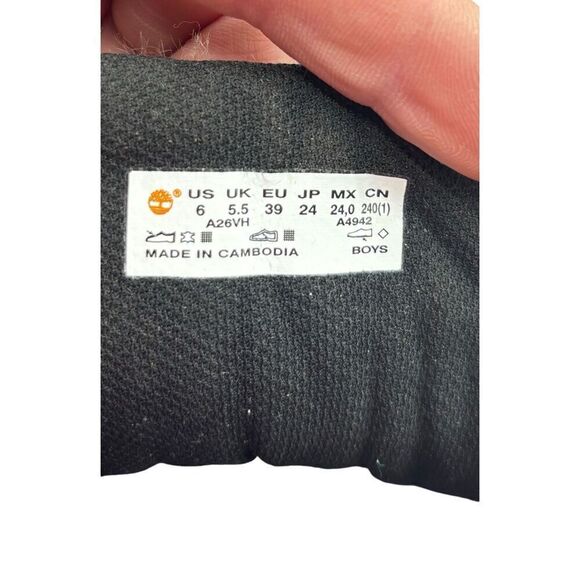 ® US UK EU JP MX CN
6 5.5 39 24 24,0 240(1)
A26VH A4942
MADE IN CAMBODIA BOYS